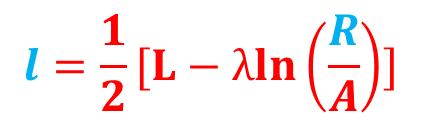 l = 1/2 [L − λln (R/A)]